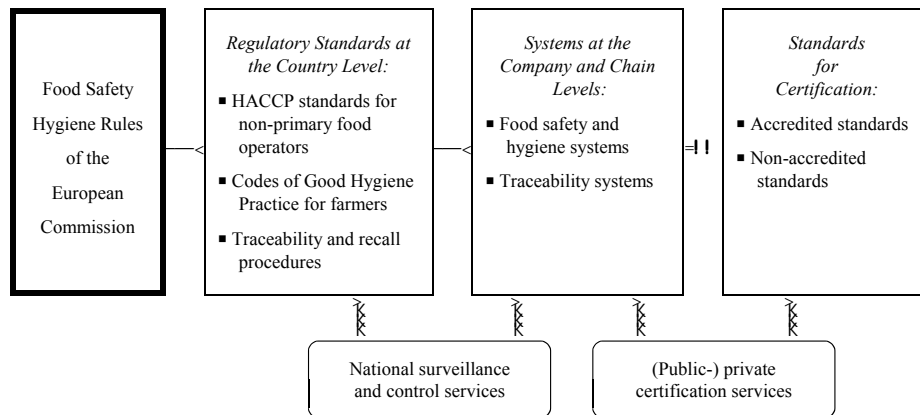 Food Safety
Hygiene Rules
of the
European
Commission
Regulatory Standards at
the Country Level:
▪ HACCP standards for
non-primary food
operators
▪ Codes of Good Hygiene
Practice for farmers
▪ Traceability and recall
procedures
Systems at the
Company and Chain
Levels:
▪ Food safety and
hygiene systems
▪ Traceability systems
Standards
for
Certification:
▪ Accredited standards
▪ Non-accredited
standards
National surveillance
and control services
(Public-) private
certification services